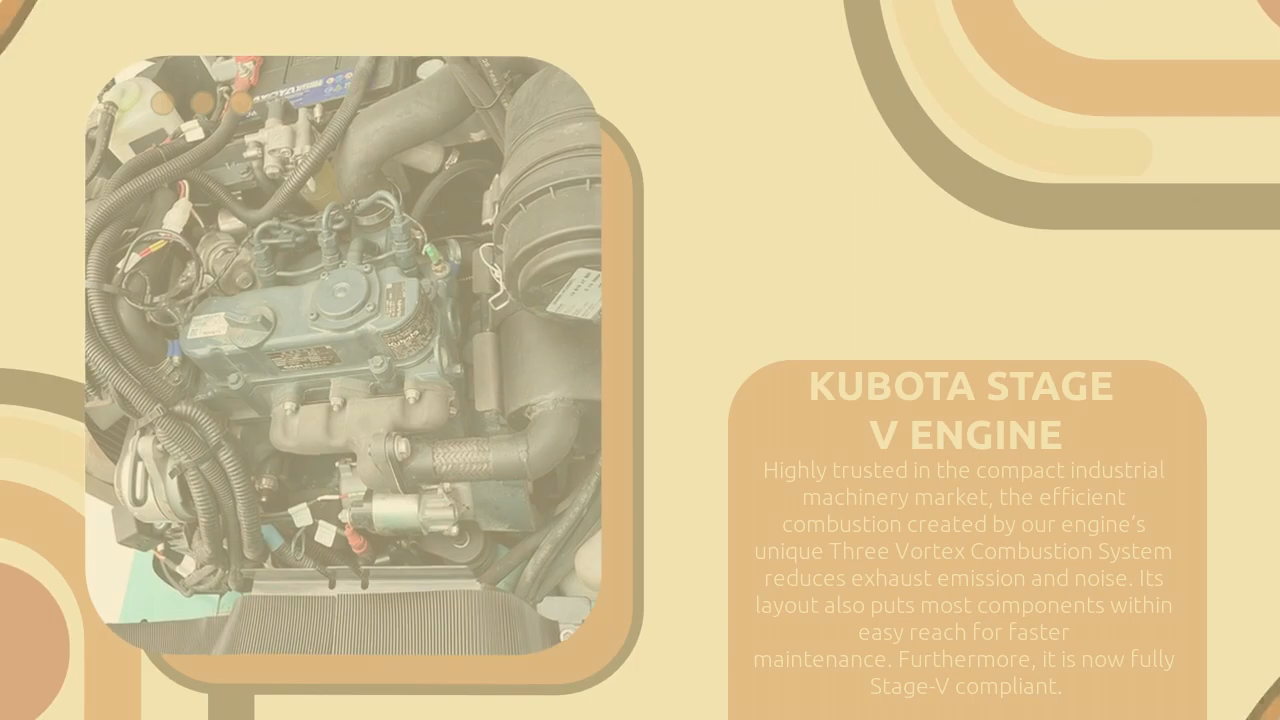 KUBOTA STAGE
V ENGINE
Highly trusted in the compact industrial
machinery market, the efficient
combustion created by our engine’s
unique Three Vortex Combustion System
reduces exhaust emission and noise. Its
layout also puts most components within
easy reach for faster
maintenance. Furthermore, it is now fully
Stage-V compliant.